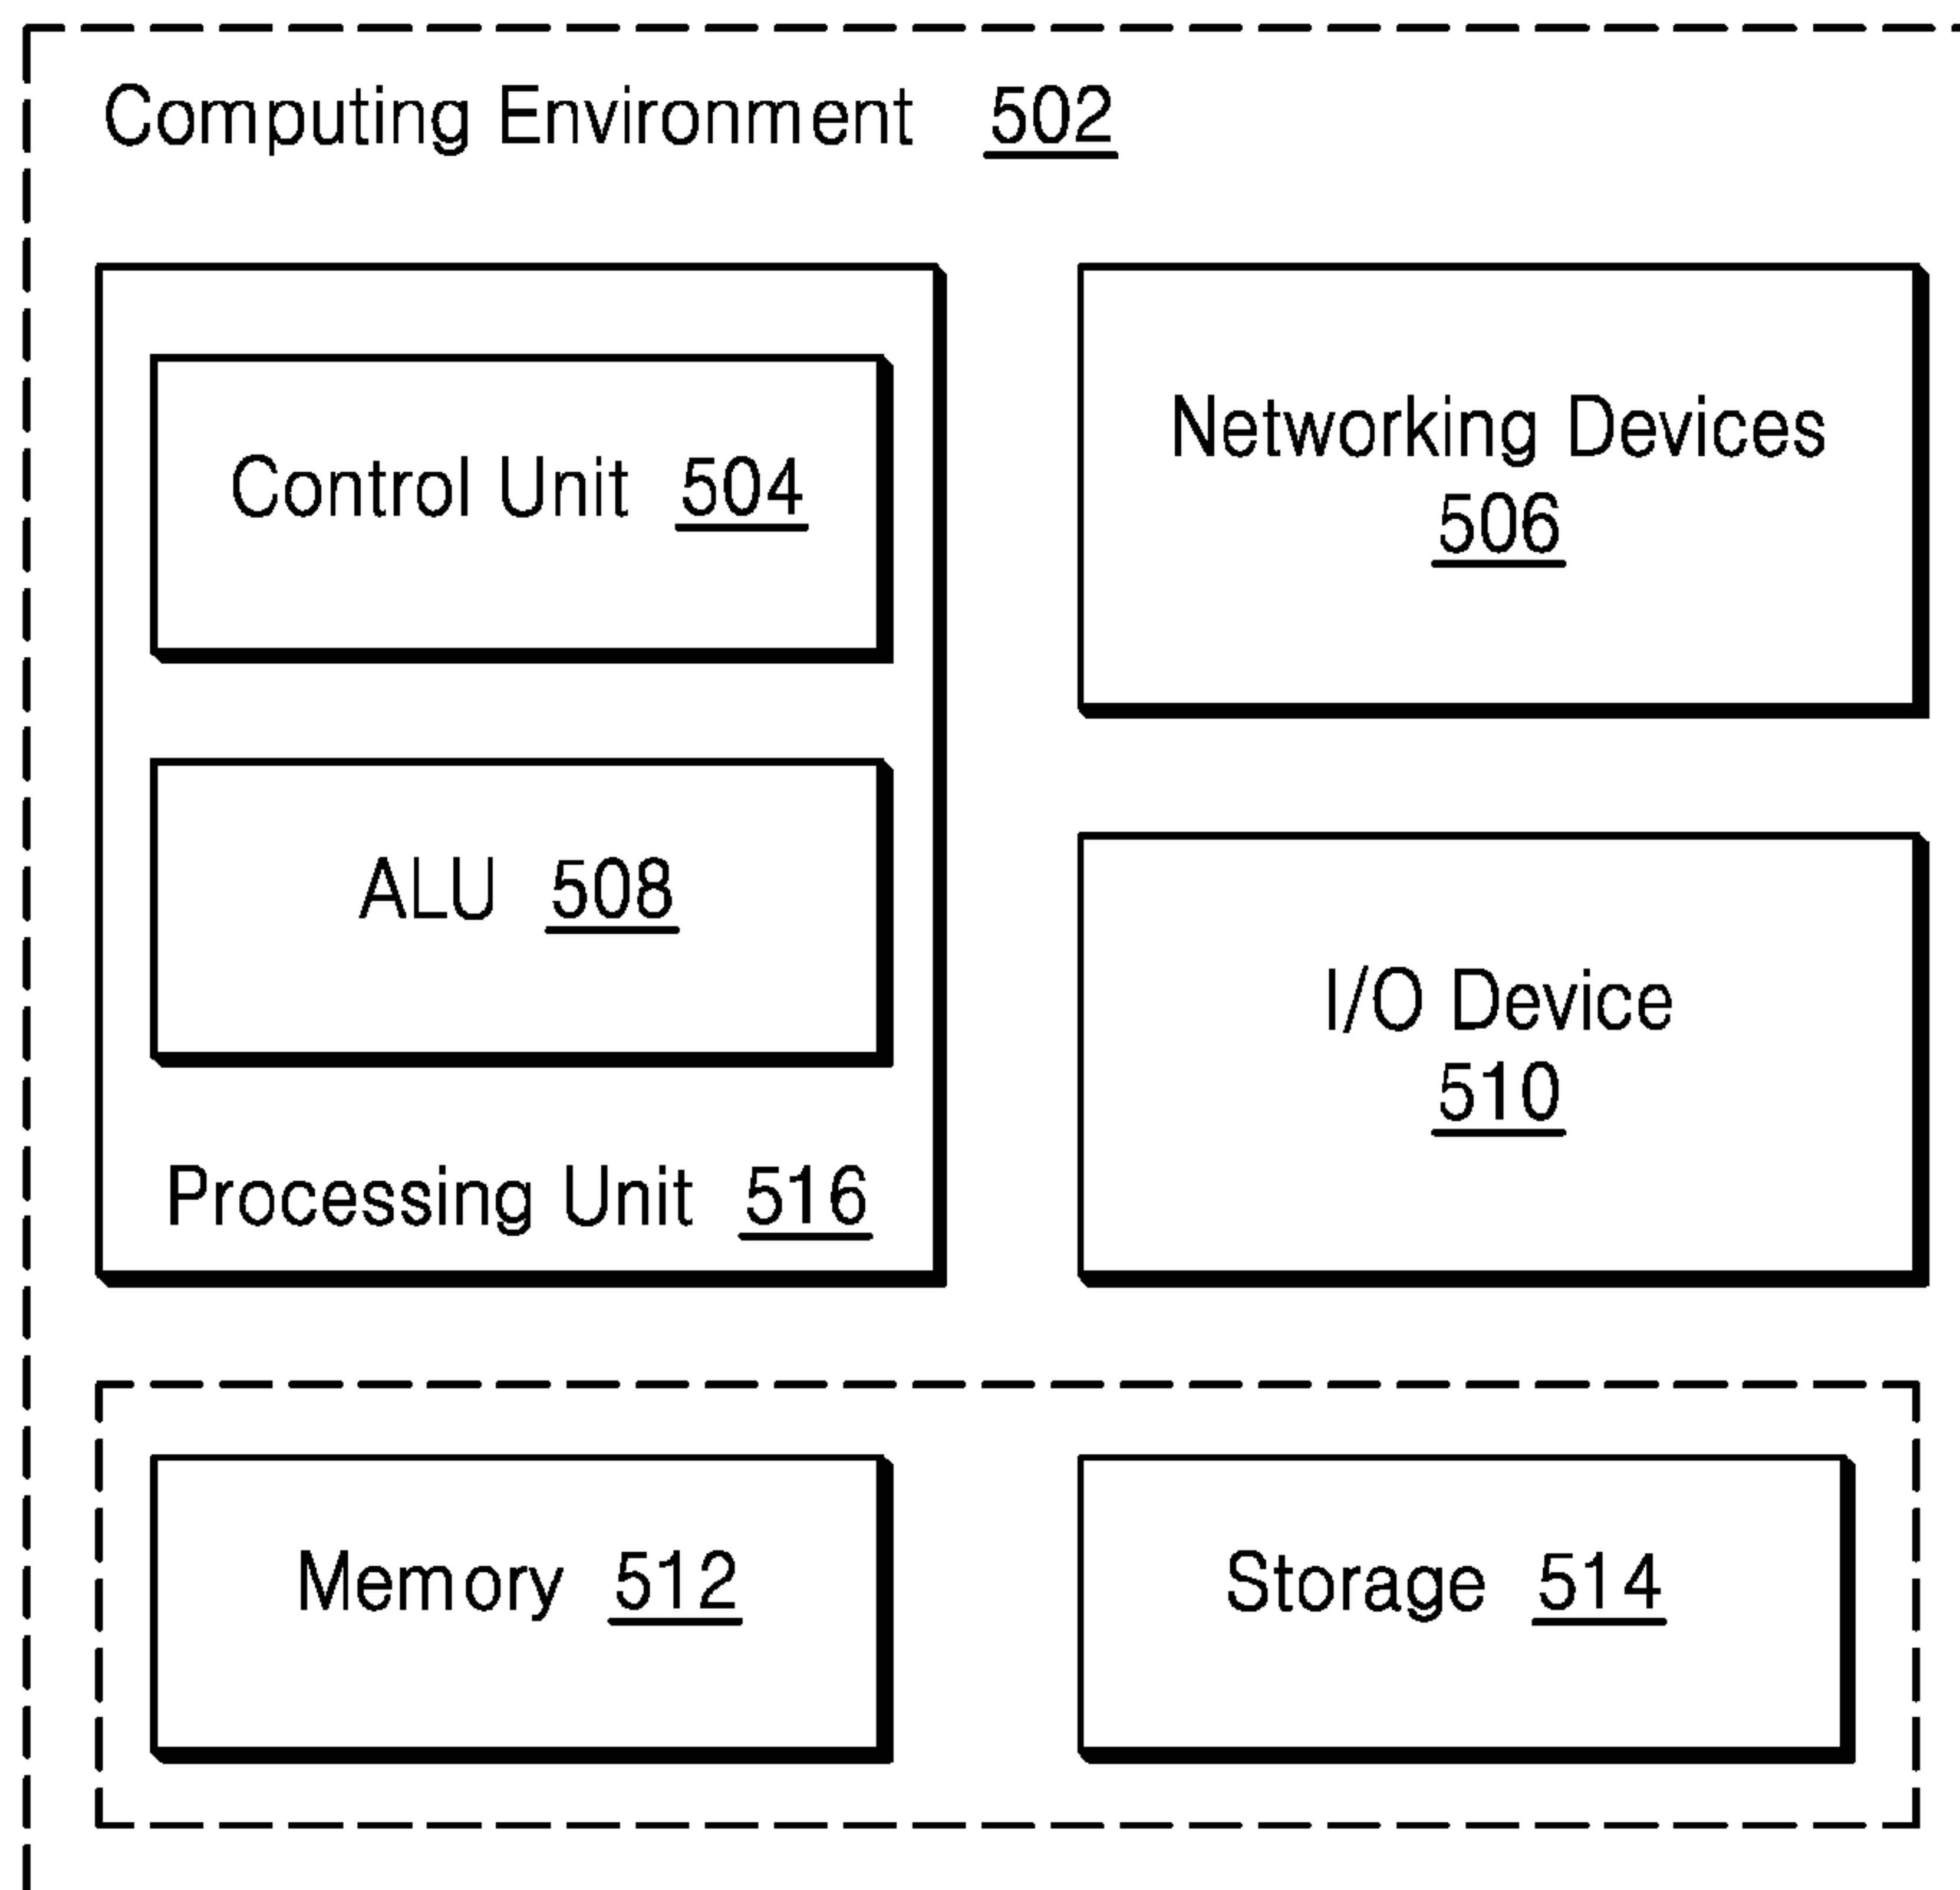 Computing Environment 502
Control Unit 504
Networking Devices
506
ALU 508
I/O Device
510
Processing Unit 516
Memory 512
Storage 514